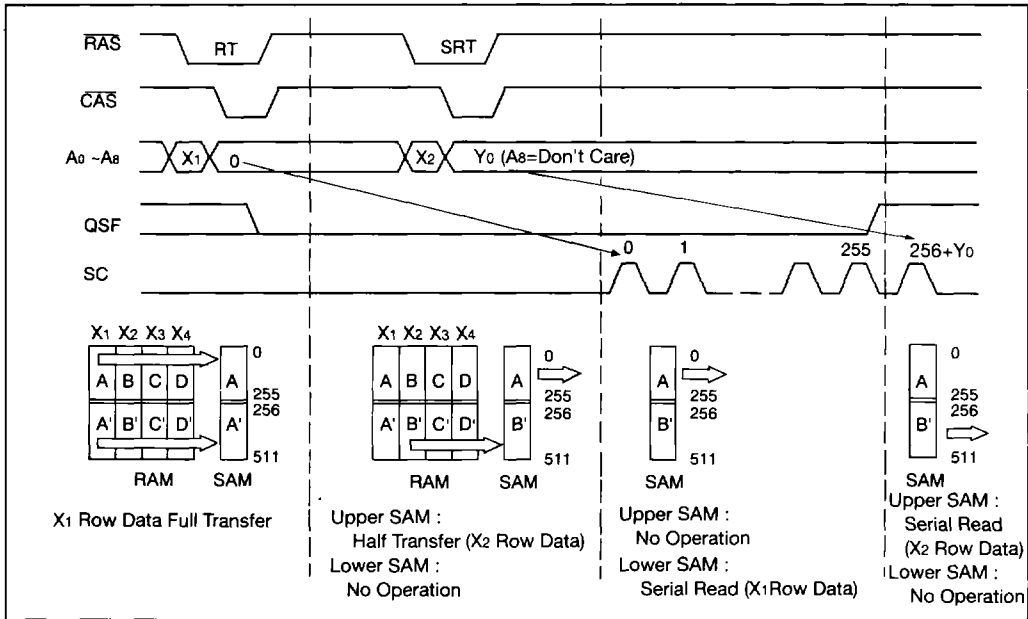 RAS
RT
SRT
CAS
A0 ~A8
X1
0
X2
Y0 (A8=Don't Care)
QSF
0
1
255
256+Y0
SC
X1 X2 X3 X4
A B C D
A' B' C' D'
A
A'
0
255
256
511
RAM SAM
X1 Row Data Full Transfer
X1 X2 X3 X4
A B C D
A' B' C' D'
A
B'
0
255
256
511
RAM SAM
Upper SAM :
Half Transfer (X2 Row Data)
Lower SAM :
No Operation
A
B'
0
255
256
511
SAM
Upper SAM :
No Operation
Lower SAM :
Serial Read (X1Row Data)
A
B'
0
255
256
511
SAM
Upper SAM :
Serial Read
(X2 Row Data)
Lower SAM :
No Operation